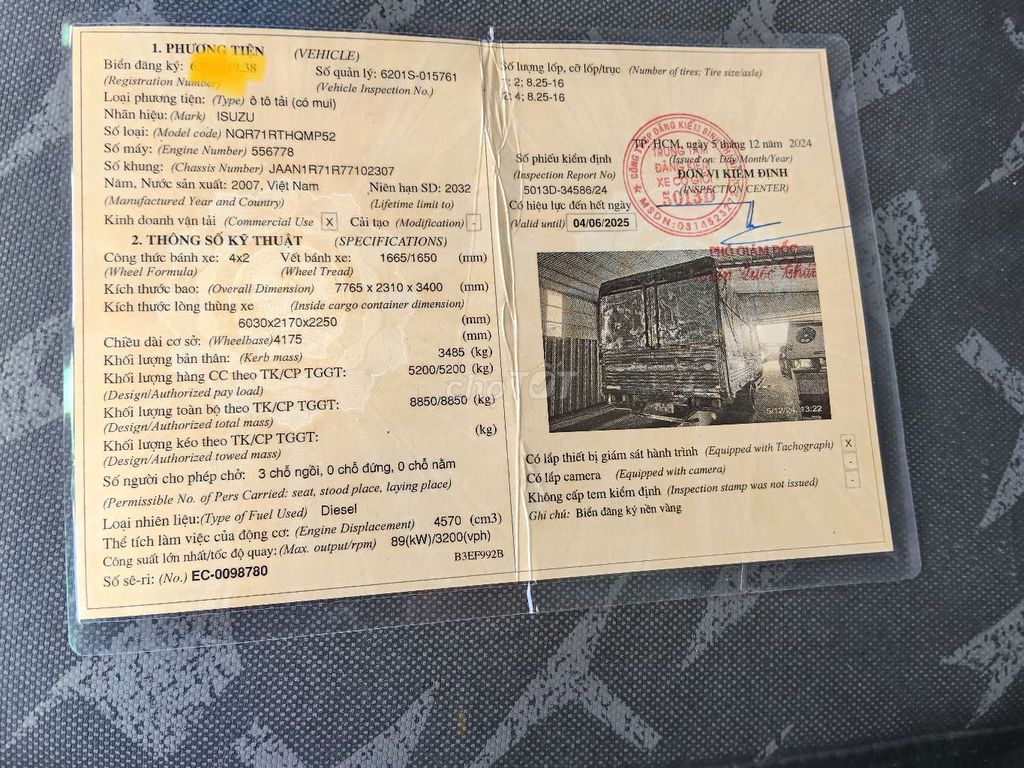 1. PHƯƠNG TIỆN (VEHICLE)
Biển đăng ký: 38
(Registration Number)
Số quản lý: 6201S-015761
(Vehicle Inspection No.)
Loại phương tiện: (Type) ô tô tải (có mui)
Nhãn hiệu: (Mark) ISUZU
Số loại: (Model code) NQR71RTHQMP52
Số máy: (Engine Number) 556778
Số khung: (Chassis Number) JAAN1R71R77102307
Năm, Nước sản xuất: 2007, Việt Nam Niên hạn SD: 2032
(Manufactured Year and Country) (Lifetime limit to)
Kinh doanh vận tải (Commercial Use X Cải tạo (Modification) -
2. THÔNG SỐ KỸ THUẬT (SPECIFICATIONS)
Công thức bánh xe: 4x2 Vết bánh xe: 1665/1650 (mm)
(Wheel Formula) (Wheel Tread)
Kích thước bao: (Overall Dimension) 7765 x 2310 x 3400 (mm)
Kích thước lòng thùng xe (Inside cargo container dimension)
6030x2170x2250 (mm)
Chiều dài cơ sở: (Wheelbase) 4175 (mm)
Khối lượng bản thân: (Kerb mass) 3485 (kg)
Khối lượng hàng CC theo TK/CP TGGT: 5200/5200 (kg)
(Design/Authorized pay load)
Khối lượng toàn bộ theo TK/CP TGGT: 8850/8850 (kg)
(Design/Authorized total mass)
Khối lượng kéo theo TK/CP TGGT: (kg)
(Design/Authorized towed mass)
Số người cho phép chở: 3 chỗ ngồi, 0 chỗ đứng, 0 chỗ nằm
(Permissible No. of Pers Carried: seat, stood place, laying place)
Loại nhiên liệu: (Type of Fuel Used) Diesel
Thể tích làm việc của động cơ: (Engine Displacement) 4570 (cm3)
Công suất lớn nhất/tốc độ quay: (Max. output/rpm) 89(kW)/3200(vph)
B3EF992B
Số sê-ri: (No.) EC-0098780
Số lượng lốp, cỡ lốp/trục (Number of tires; Tire size/axle)
2; 8.25-16
2; 4; 8.25-16
TP. HCM, ngày 5 tháng 12 năm 2024
(Issued on: Day/Month/Year)
Số phiếu kiểm định
(Inspection Report No)
5013D-34586/24
ĐƠN VỊ KIỂM ĐỊNH
(INSPECTION CENTER)
TRUNG TÂM
ĐĂNG KIỂM
XE CƠ GIỚI
5013D
Có hiệu lực đến hết ngày
(Valid until) 04/06/2025
PHÓ GIÁM ĐỐC
Quốc
chợTỐT
5/12/24, 13:22
Có lắp thiết bị giám sát hành trình (Equipped with Tachograph) X
Có lắp camera (Equipped with camera) -
Không cấp tem kiểm định (Inspection stamp was not issued) -
Ghi chú: Biển đăng ký nền vàng